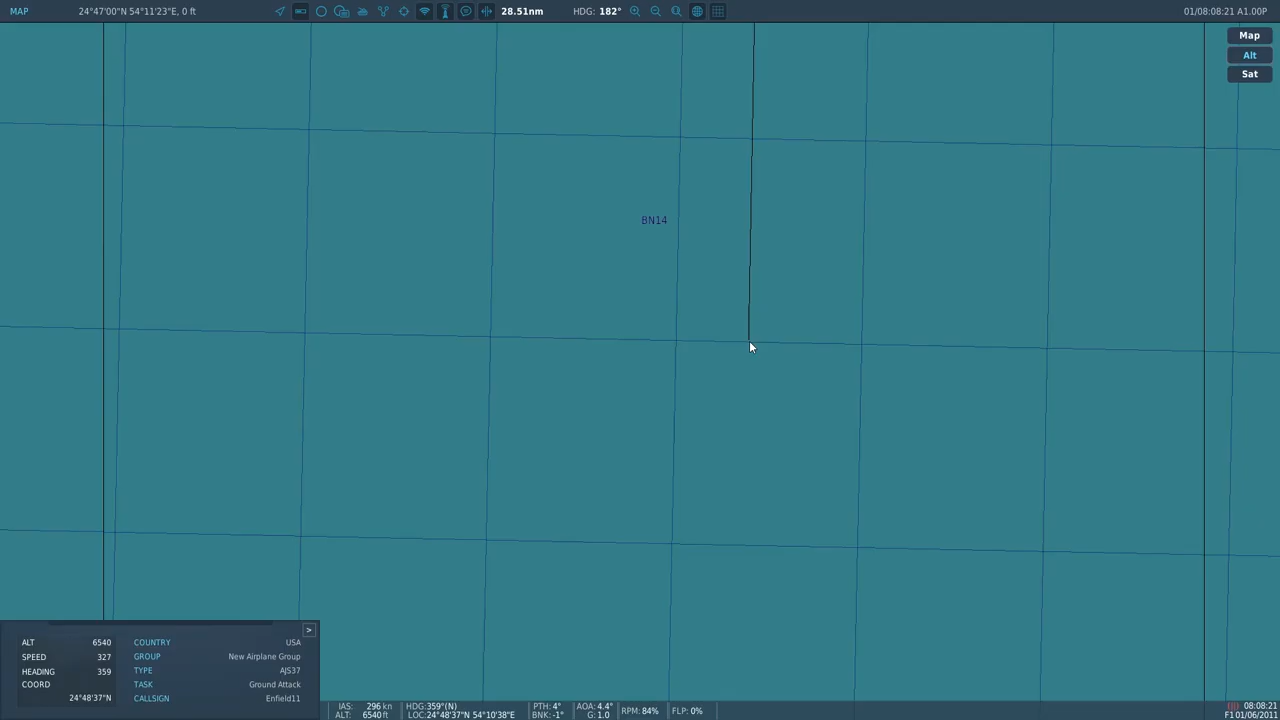 MAP 24°47'00"N 54°11'23"E, 0 ft 28.51nm HDG: 182° 01/08:08:21 A1.00P
Map
Alt
Sat
BN14
>
ALT 6540 COUNTRY USA
SPEED 327 GROUP New Airplane Group
HEADING 359 TYPE AJS37
COORD TASK Ground Attack
24°48'37"N CALLSIGN Enfield11
IAS: 296 kn HDG:359°(N) PTH: 4° AOA: 4.4° RPM: 84% FLP: 0% 08:08:21
ALT: 6540 ft LOC:24°48'37"N 54°10'38"E BNK: -1° G: 1.0 F1 01/06/2011